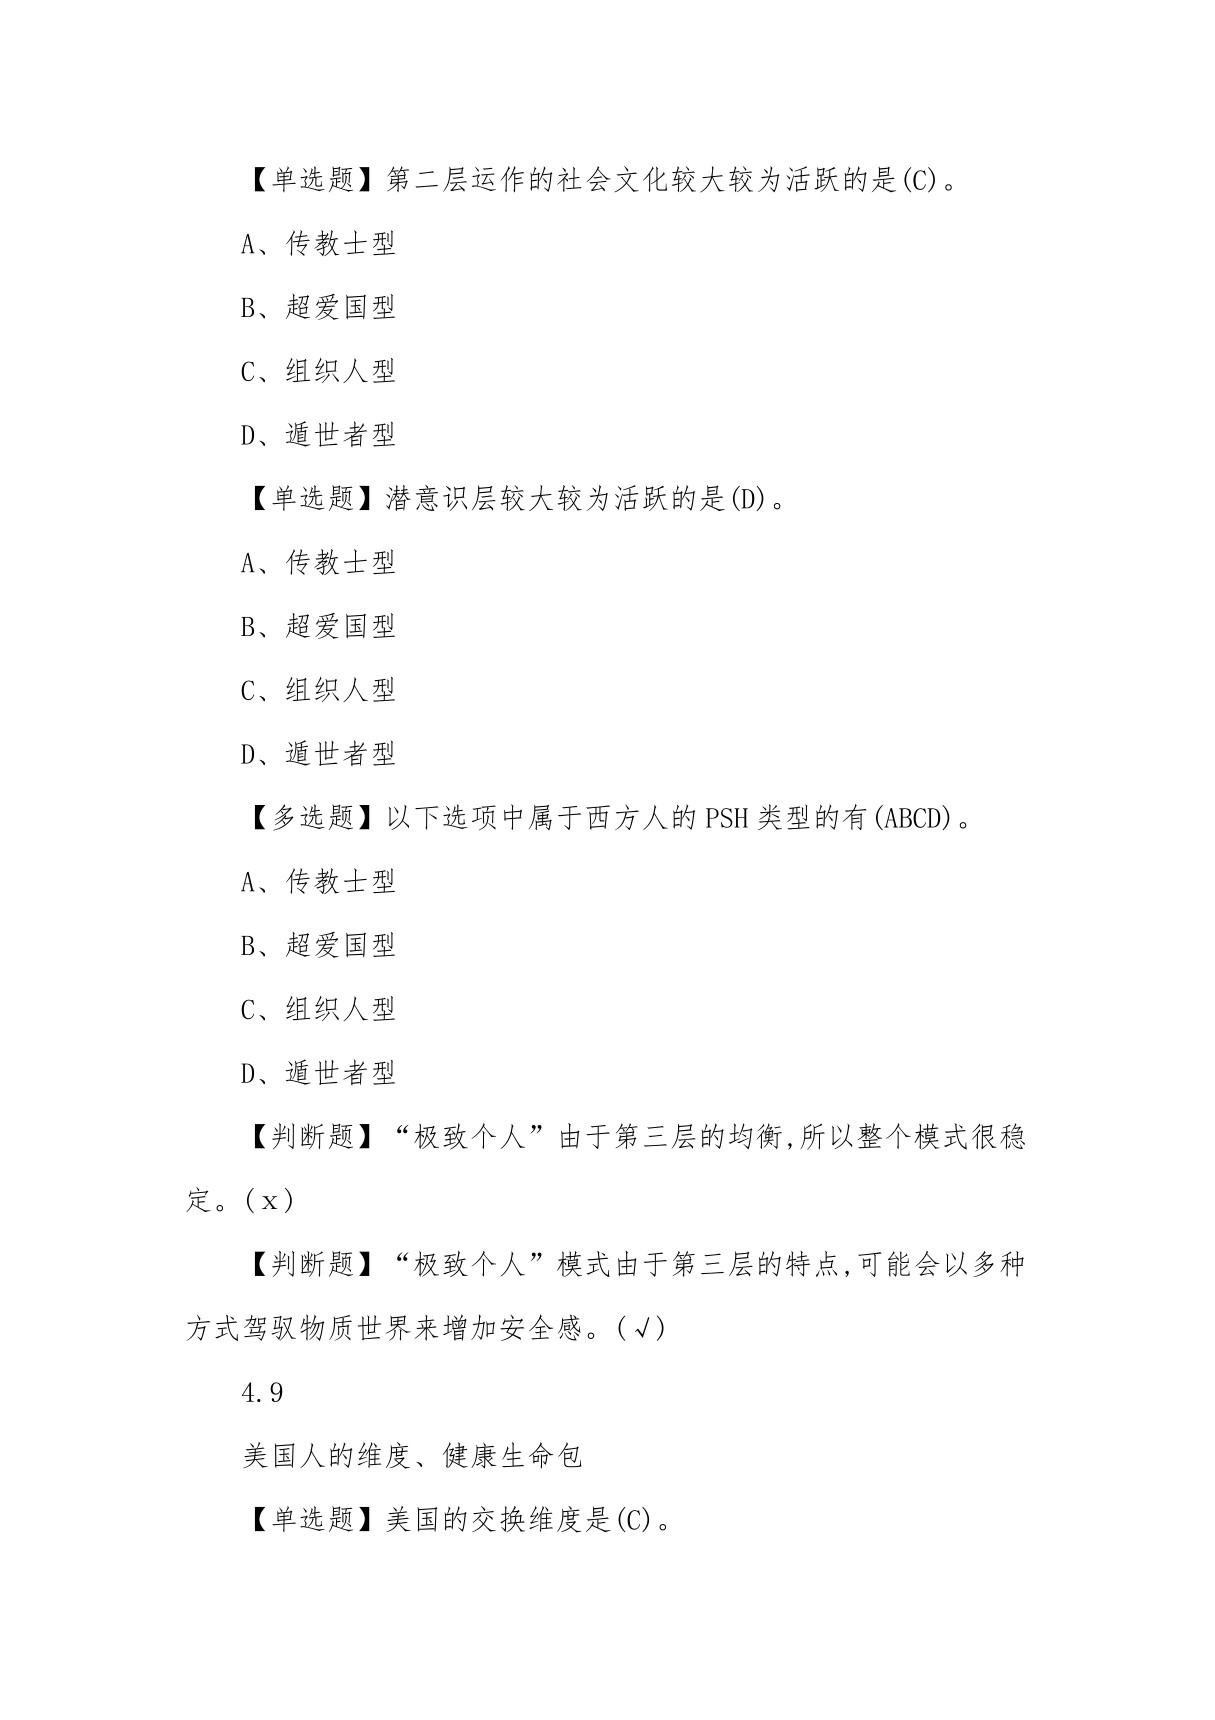 【单选题】第二层运作的社会文化较大较为活跃的是(C)。
A、传教士型
B、超爱国型
C、组织人型
D、遁世者型
【单选题】潜意识层较大较为活跃的是(D)。
A、传教士型
B、超爱国型
C、组织人型
D、遁世者型
【多选题】以下选项中属于西方人的 PSH 类型的有(ABCD)。
A、传教士型
B、超爱国型
C、组织人型
D、遁世者型
【判断题】“极致个人”由于第三层的均衡,所以整个模式很稳
定。(ｘ)
【判断题】“极致个人”模式由于第三层的特点,可能会以多种
方式驾驭物质世界来增加安全感。(√)
4.9
美国人的维度、健康生命包
【单选题】美国的交换维度是(C)。